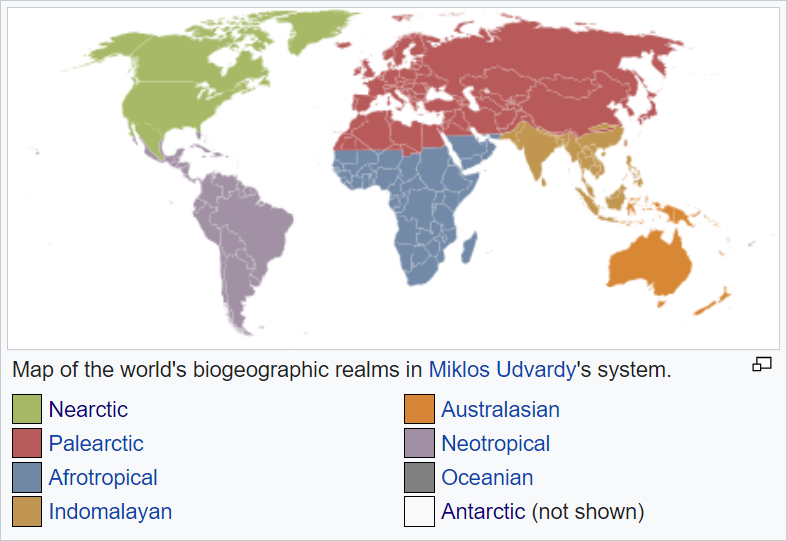 Map of the world's biogeographic realms in Miklos Udvardy's system.
Nearctic
Palearctic
Afrotropical
Indomalayan
Australasian
Neotropical
Oceanian
Antarctic (not shown)